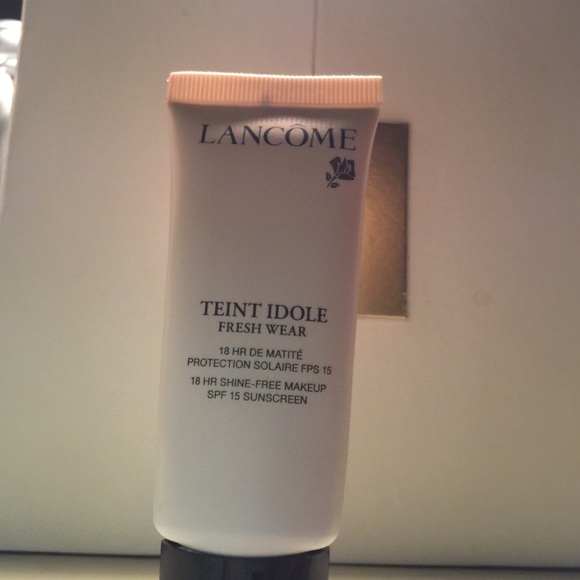 LANCÔME
TEINT IDOLE
FRESH WEAR
18 HR DE MATITÉ
PROTECTION SOLAIRE FPS 15
18 HR SHINE-FREE MAKEUP
SPF 15 SUNSCREEN